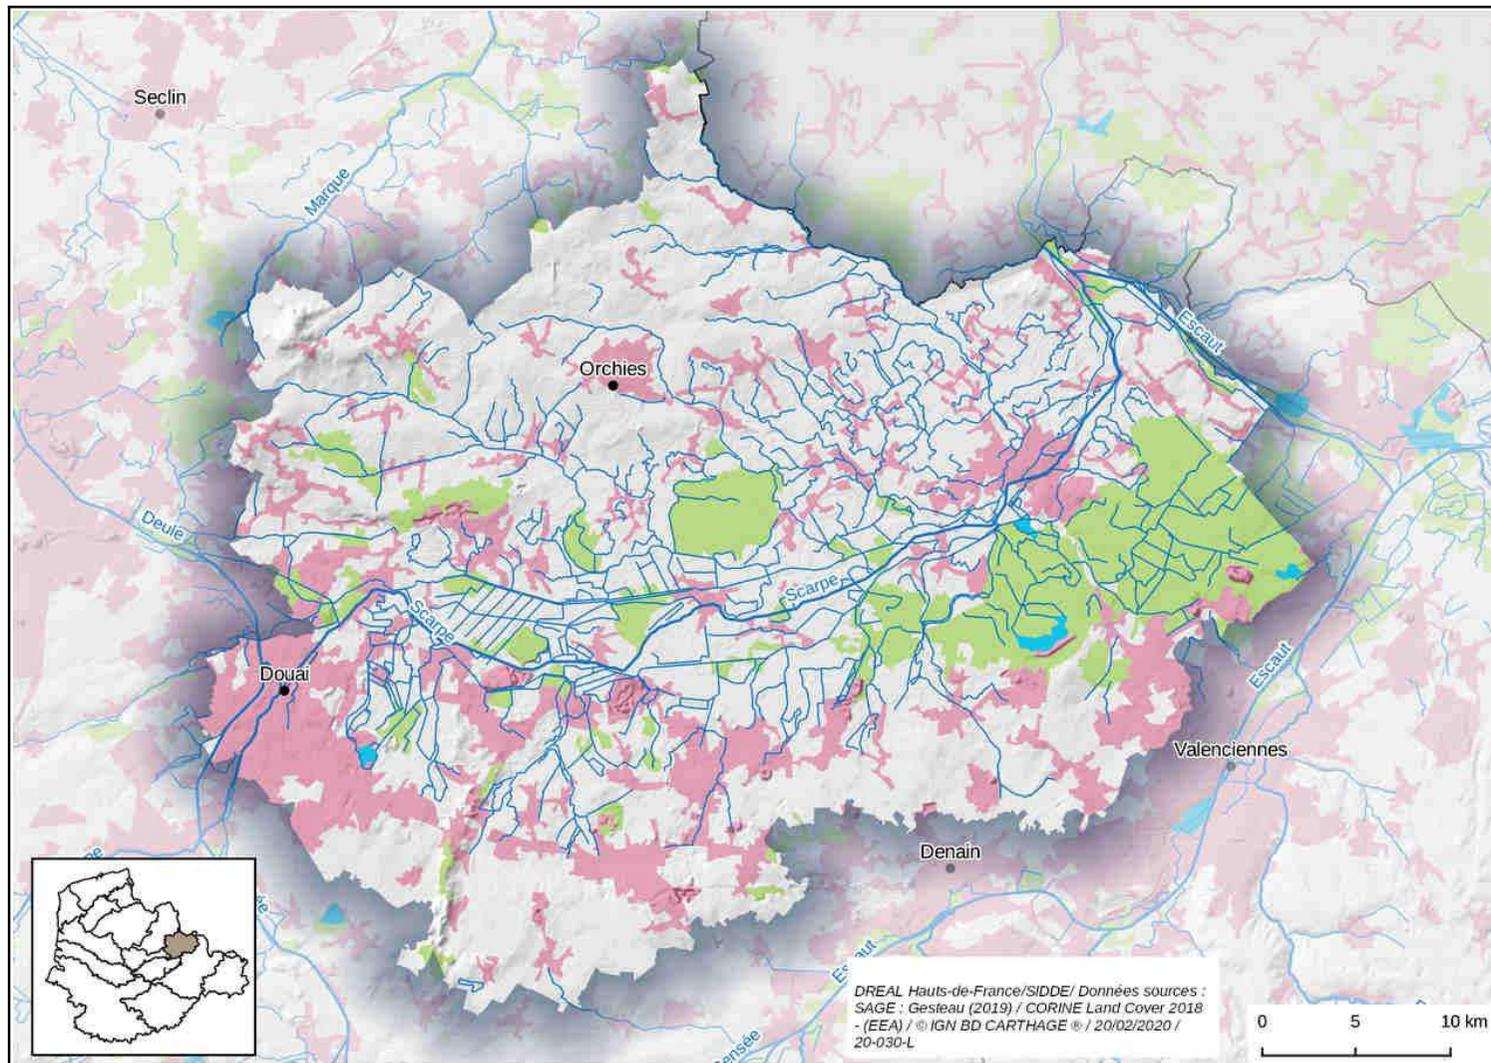 Seclin
Marque
Escaut
Orchies
Deule
Scarpe
Scarpe
Douai
Escaut
Valenciennes
Denain
Escaut
DREAL Hauts-de-France/SIDDE/ Données sources :
SAGE : Gesteau (2019) / CORINE Land Cover 2018
- (EEA) / © IGN BD CARTHAGE ® / 20/02/2020 /
20-030-L
0 5 10 km